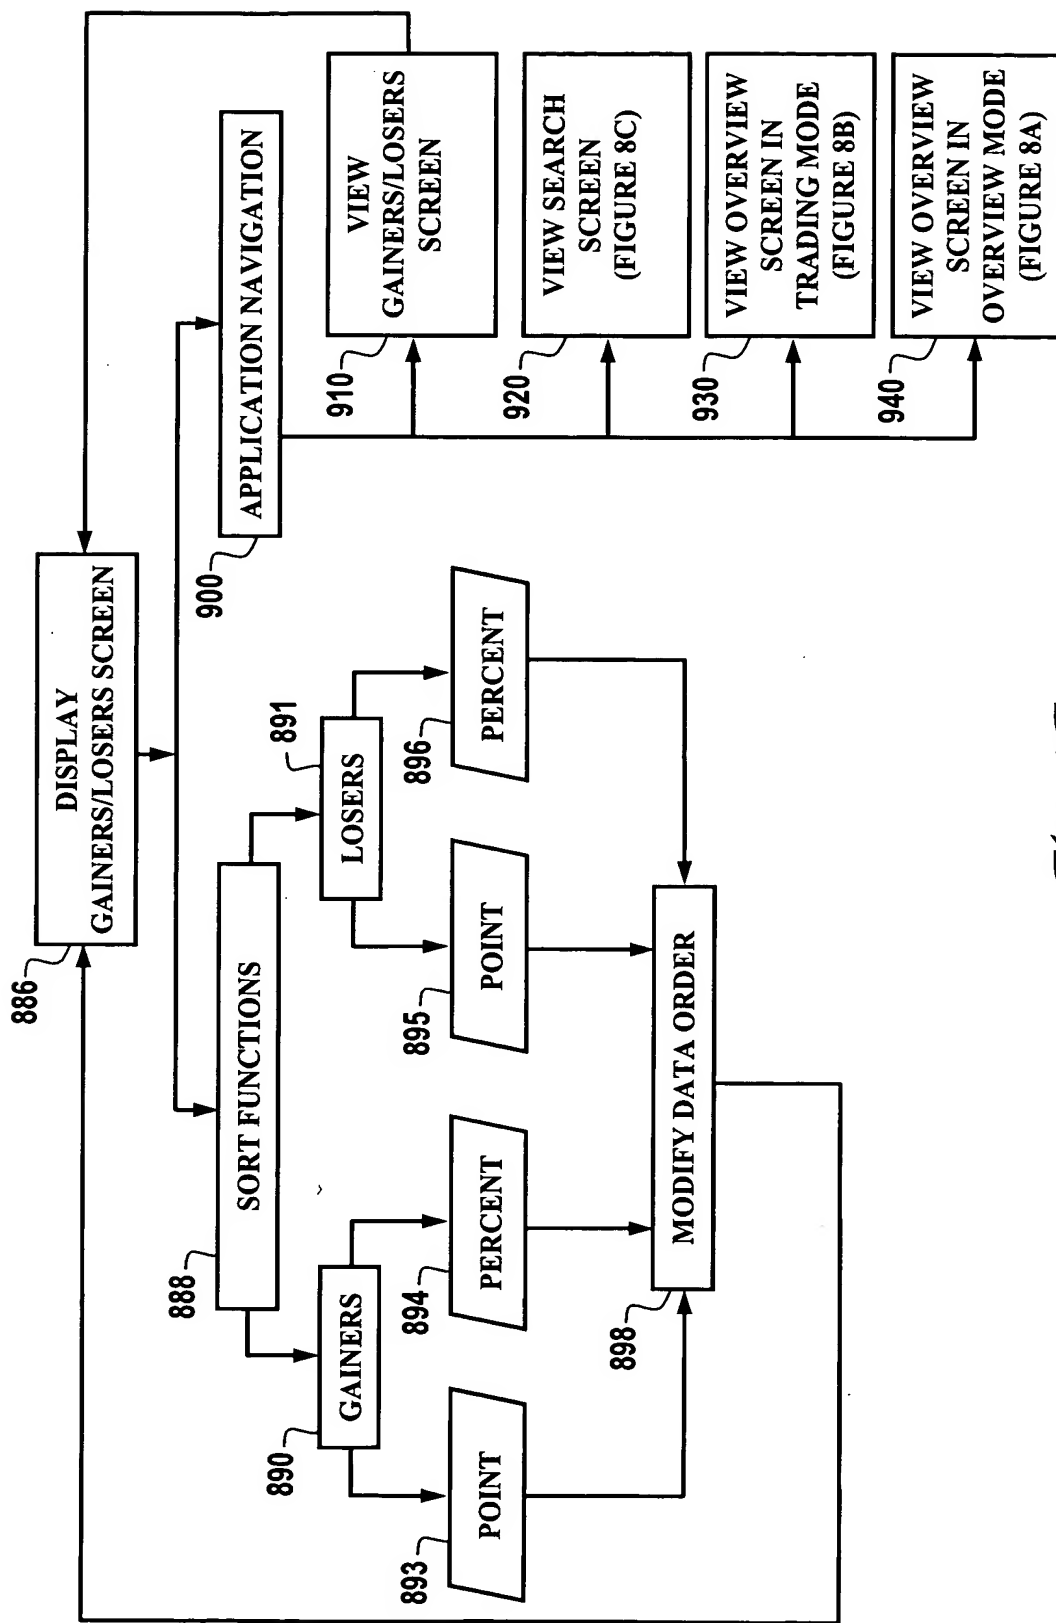 DISPLAY
GAINERS/LOSERS SCREEN
886
SORT FUNCTIONS
888
APPLICATION NAVIGATION
900
GAINERS
890
LOSERS
891
POINT
893
PERCENT
894
POINT
895
PERCENT
896
MODIFY DATA ORDER
898
VIEW
GAINERS/LOSERS
SCREEN
910
VIEW SEARCH
SCREEN
(FIGURE 8C)
920
VIEW OVERVIEW
SCREEN IN
TRADING MODE
(FIGURE 8B)
930
VIEW OVERVIEW
SCREEN IN
OVERVIEW MODE
(FIGURE 8A)
940